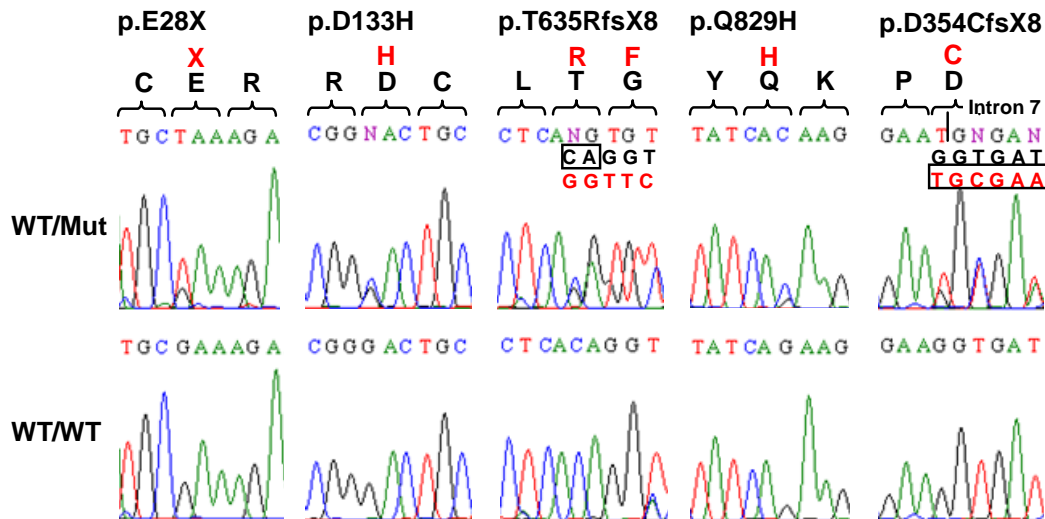 p.E28X p.D133H p.T635RfsX8 p.Q829H p.D354CfsX8
X H R F H C
C E R R D C L T G Y Q K P D
Intron 7
TGCTAAAGA CGGNACTGC CTCANGTGT TATCACAAG GAATGNGAN
CAGGT GGTGAT
GGTTC TGCGAA
WT/Mut
TGCGAAAGA CGGGACTGC CTCACAGGT TATCAGAAG GAAGGTGAT
WT/WT